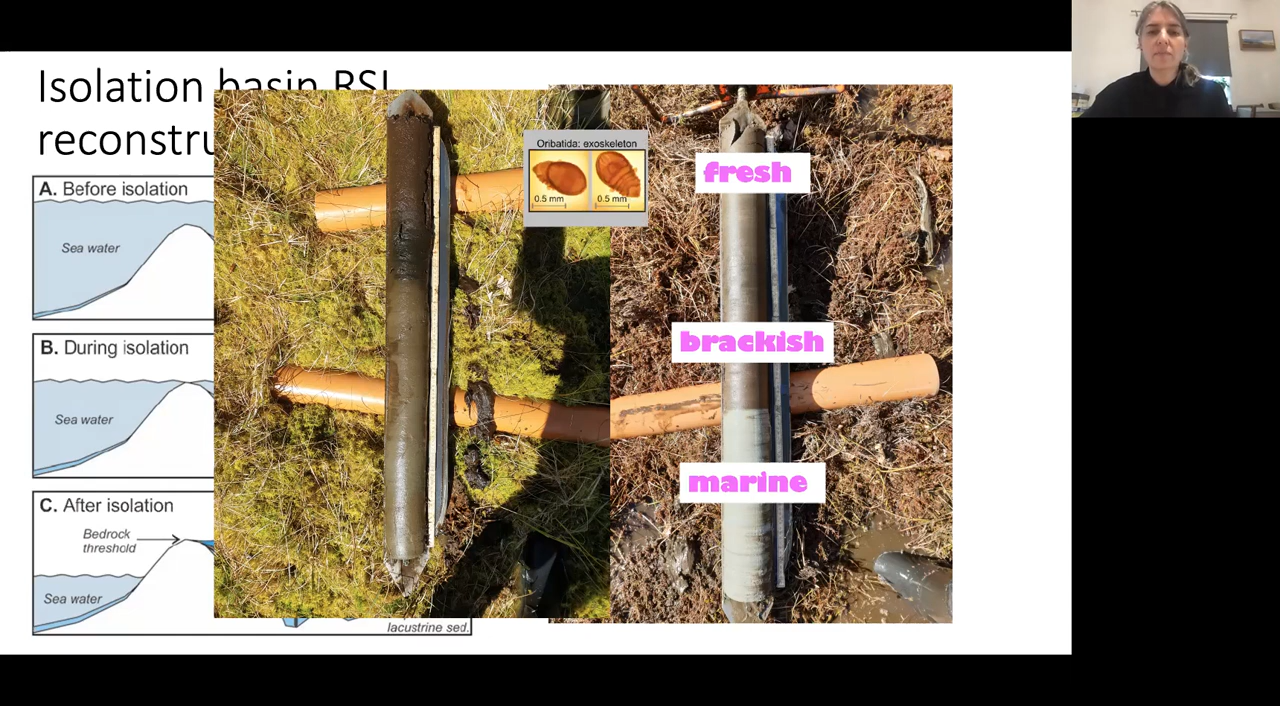 Isolation basin RSL
reconstru
A. Before isolation
Sea water
B. During isolation
Sea water
C. After isolation
Bedrock
threshold
Sea water
lacustrine sed.
Oribatida: exoskeleton
0.5 mm
0.5 mm
fresh
brackish
marine